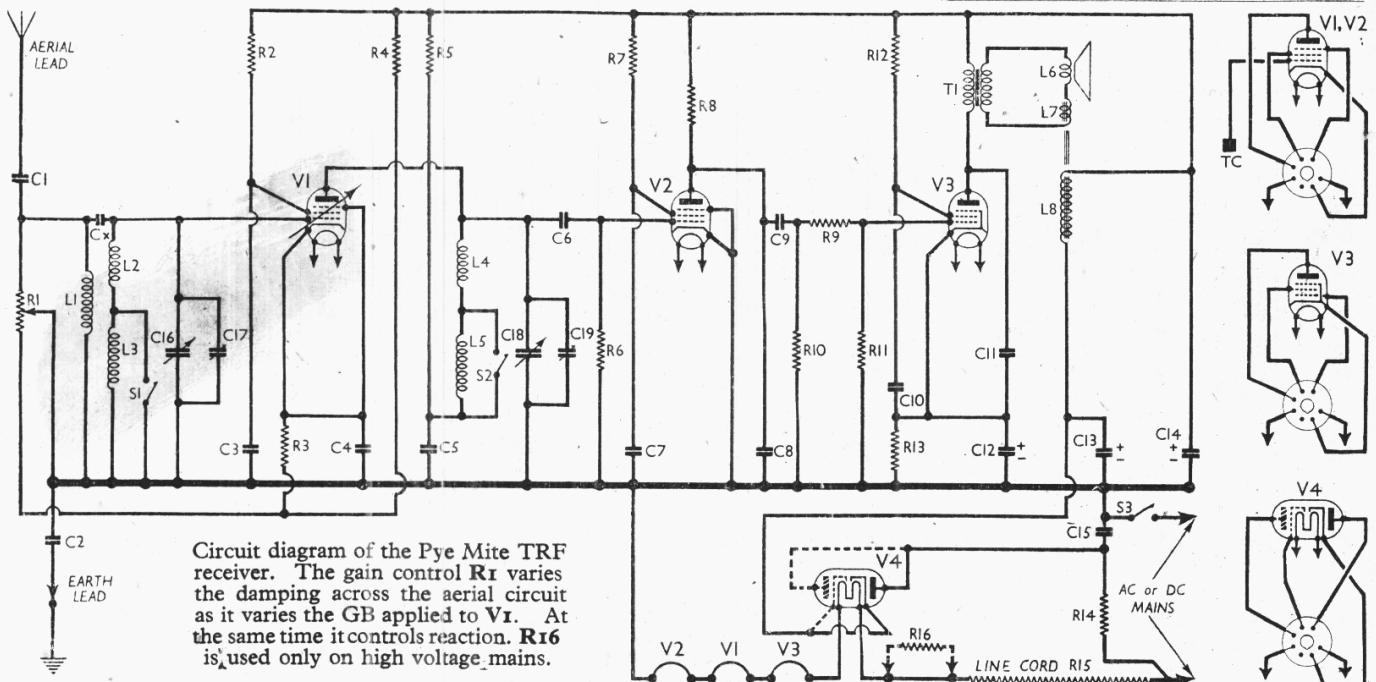 AERIAL
LEAD
R2
R4
R5
R7
R8
R12
T1
L6
L7
V1, V2
TC
C1
V1
V2
V3
L8
Cx
L2
L1
R1
L3
S1
C16
C17
C6
L4
L5
S2
C18
C19
R6
C9
R9
R10
R11
C11
C10
V3
C3
R3
C4
C5
C7
C8
R13
C12 + −
C13 + −
C14 + −
S3
C15
V4
C2
EARTH
LEAD
Circuit diagram of the Pye Mite TRF
receiver. The gain control R1 varies
the damping across the aerial circuit
as it varies the GB applied to V1. At
the same time it controls reaction. R16
is used only on high voltage mains.
V4
R14
AC or DC
MAINS
V2
V1
V3
R16
LINE CORD R15